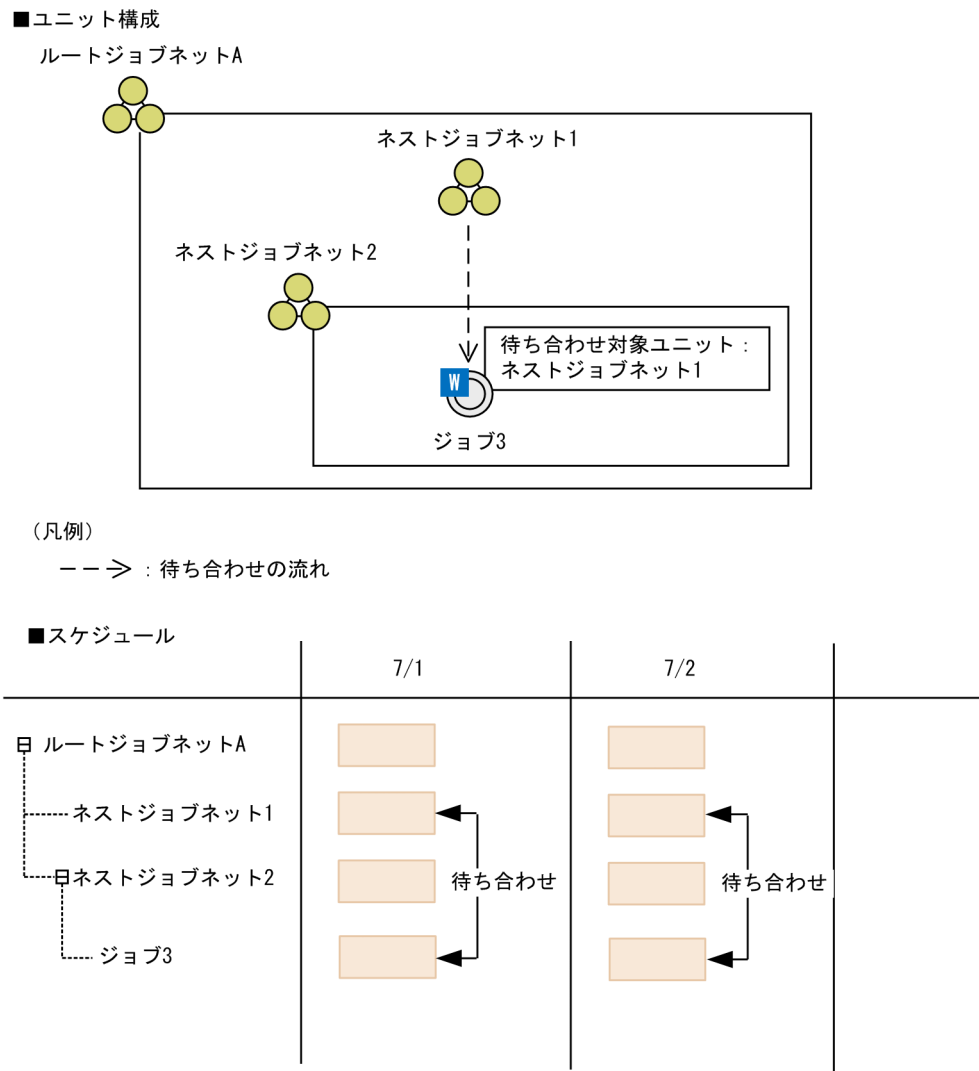 ■ユニット構成
ルートジョブネットA
ネストジョブネット1
ネストジョブネット2
待ち合わせ対象ユニット：
ネストジョブネット1
W
ジョブ3
（凡例）
：待ち合わせの流れ
■スケジュール
7/1
7/2
ルートジョブネットA
ネストジョブネット1
ネストジョブネット2
待ち合わせ
待ち合わせ
ジョブ3